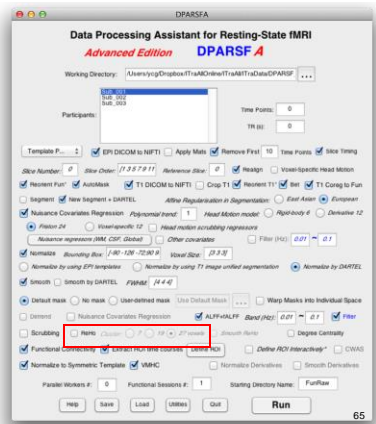 DPARSFA
Data Processing Assistant for Resting-State fMRI
Advanced Edition DPARSF A
Working Directory: /Users/ycg/Dropbox/ITraAllOnline/ITraAll/ITraData/DPARSF ...
Sub_001
Sub_002
Sub_003
Participants:
Time Points: 0
TR (s): 0
Template P... EPI DICOM to NIFTI Apply Mats Remove First 10 Time Points Slice Timing
Slice Number: 0 Slice Order: [1 3 5 7 9 11 Reference Slice: 0 Realign Voxel-Specific Head Motion
Reorient Fun* AutoMask T1 DICOM to NIFTI Crop T1 Reorient T1* Bet T1 Coreg to Fun
Segment New Segment + DARTEL Affine Regularisation in Segmentation: East Asian European
Nuisance Covariates Regression Polynomial trend: 1 Head Motion model: Rigid-body 6 Derivative 12
Friston 24 Voxel-specific 12 Head motion scrubbing regressors
Nuisance regressors (WM, CSF, Global) Other covariates Filter (Hz): 0.01 ~ 0.1
Normalize Bounding Box: [-90 -126 -72;90 9 Voxel Size: [3 3 3]
Normalize by using EPI templates Normalize by using T1 image unified segmentation Normalize by DARTEL
Smooth Smooth by DARTEL FWHM: [4 4 4]
Default mask No mask User-defined mask Use Default Mask ... Warp Masks into Individual Space
Detrend Nuisance Covariates Regression ALFF+fALFF Band (Hz): 0.01 ~ 0.1 Filter
Scrubbing ReHo Cluster: 7 19 27 voxels Smooth ReHo Degree Centrality
Functional Connectivity Extract ROI time courses Define ROI Define ROI Interactively* CWAS
Normalize to Symmetric Template VMHC Normalize Derivatives Smooth Derivatives
Parallel Workers #: 0 Functional Sessions #: 1 Starting Directory Name: FunRaw
Help Save Load Utilities Quit Run
65